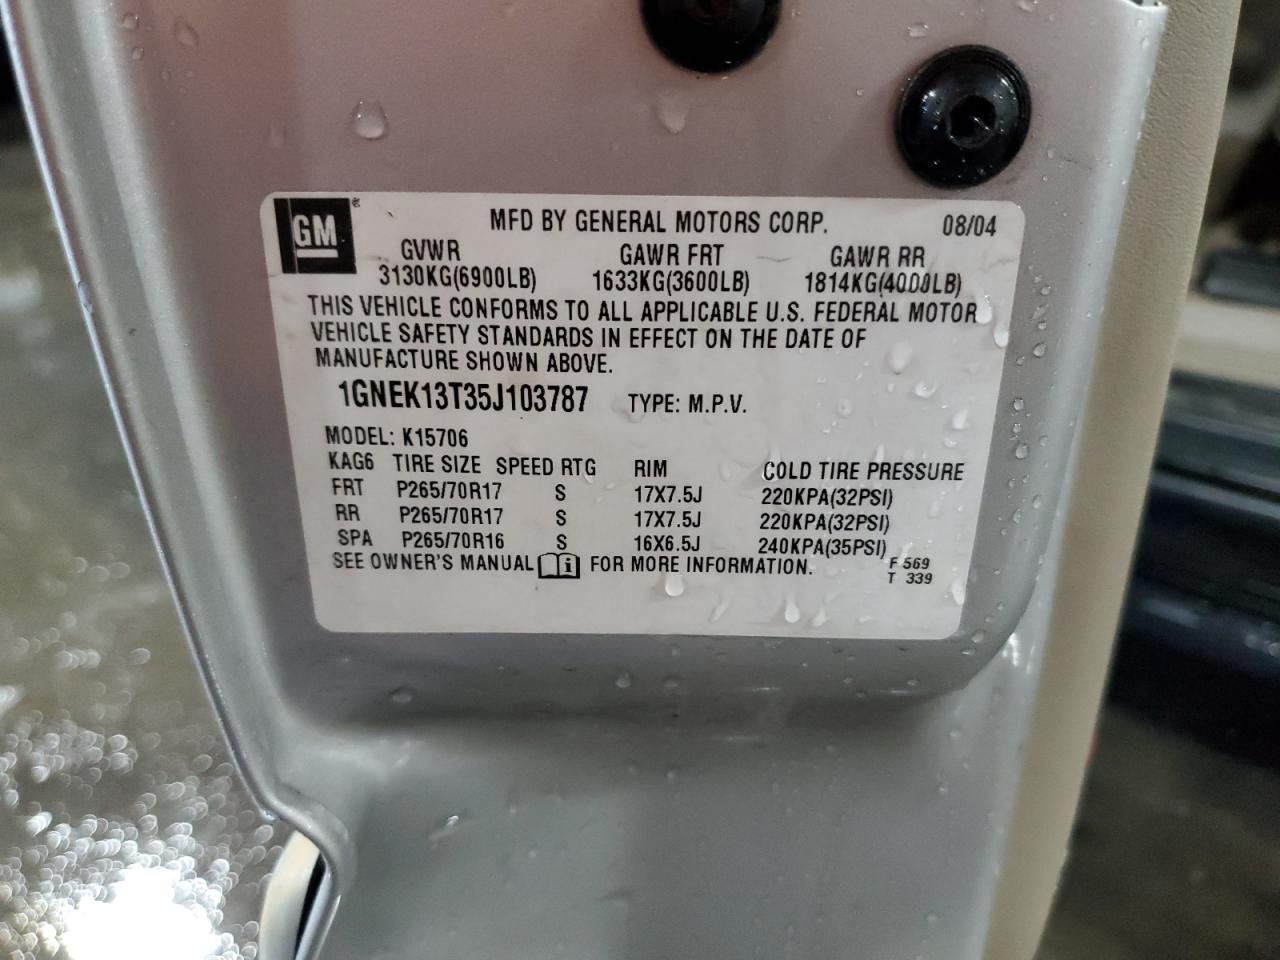 GM®
MFD BY GENERAL MOTORS CORP. 08/04
GVWR GAWR FRT GAWR RR
3130KG(6900LB) 1633KG(3600LB) 1814KG(4000LB)
THIS VEHICLE CONFORMS TO ALL APPLICABLE U.S. FEDERAL MOTOR
VEHICLE SAFETY STANDARDS IN EFFECT ON THE DATE OF
MANUFACTURE SHOWN ABOVE.
1GNEK13T35J103787 TYPE: M.P.V.
MODEL: K15706
KAG6 TIRE SIZE SPEED RTG RIM COLD TIRE PRESSURE
FRT P265/70R17 S 17X7.5J 220KPA(32PSI)
RR P265/70R17 S 17X7.5J 220KPA(32PSI)
SPA P265/70R16 S 16X6.5J 240KPA(35PSI)
SEE OWNER'S MANUAL i FOR MORE INFORMATION. F 569
T 339